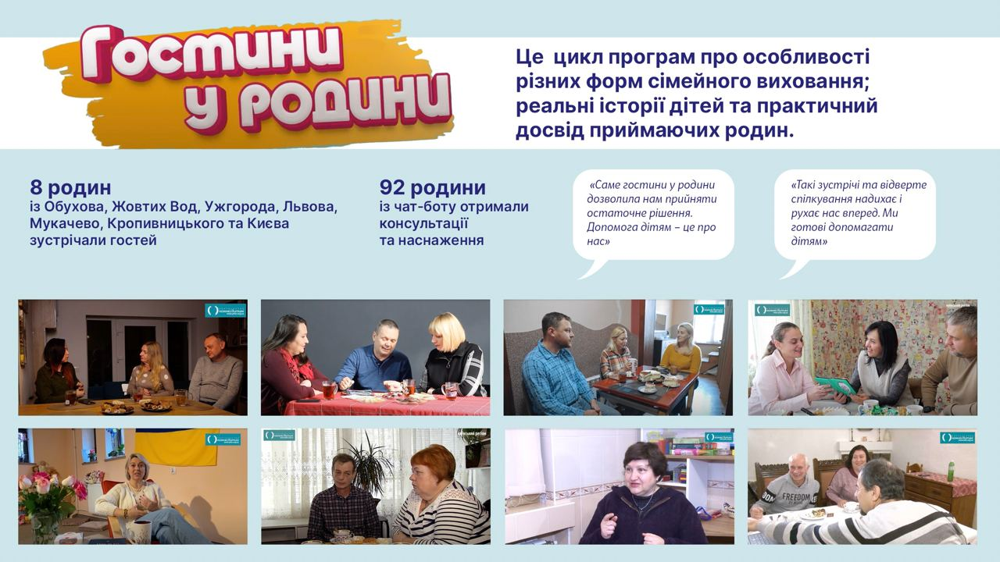 Гостини
у родини
Це цикл програм про особливості
різних форм сімейного виховання;
реальні історії дітей та практичний
досвід приймаючих родин.
8 родин
із Обухова, Жовтих Вод, Ужгорода, Львова,
Мукачево, Кропивницького та Києва
зустрічали гостей
92 родини
із чат-боту отримали
консультації
та наснаження
«Саме гостини у родини
дозволила нам прийняти
остаточне рішення.
Допомога дітям – це про
нас»
«Такі зустрічі та відверте
спілкування надихає і
рухає нас вперед. Ми
готові допомагати
дітям»
FREEDOM